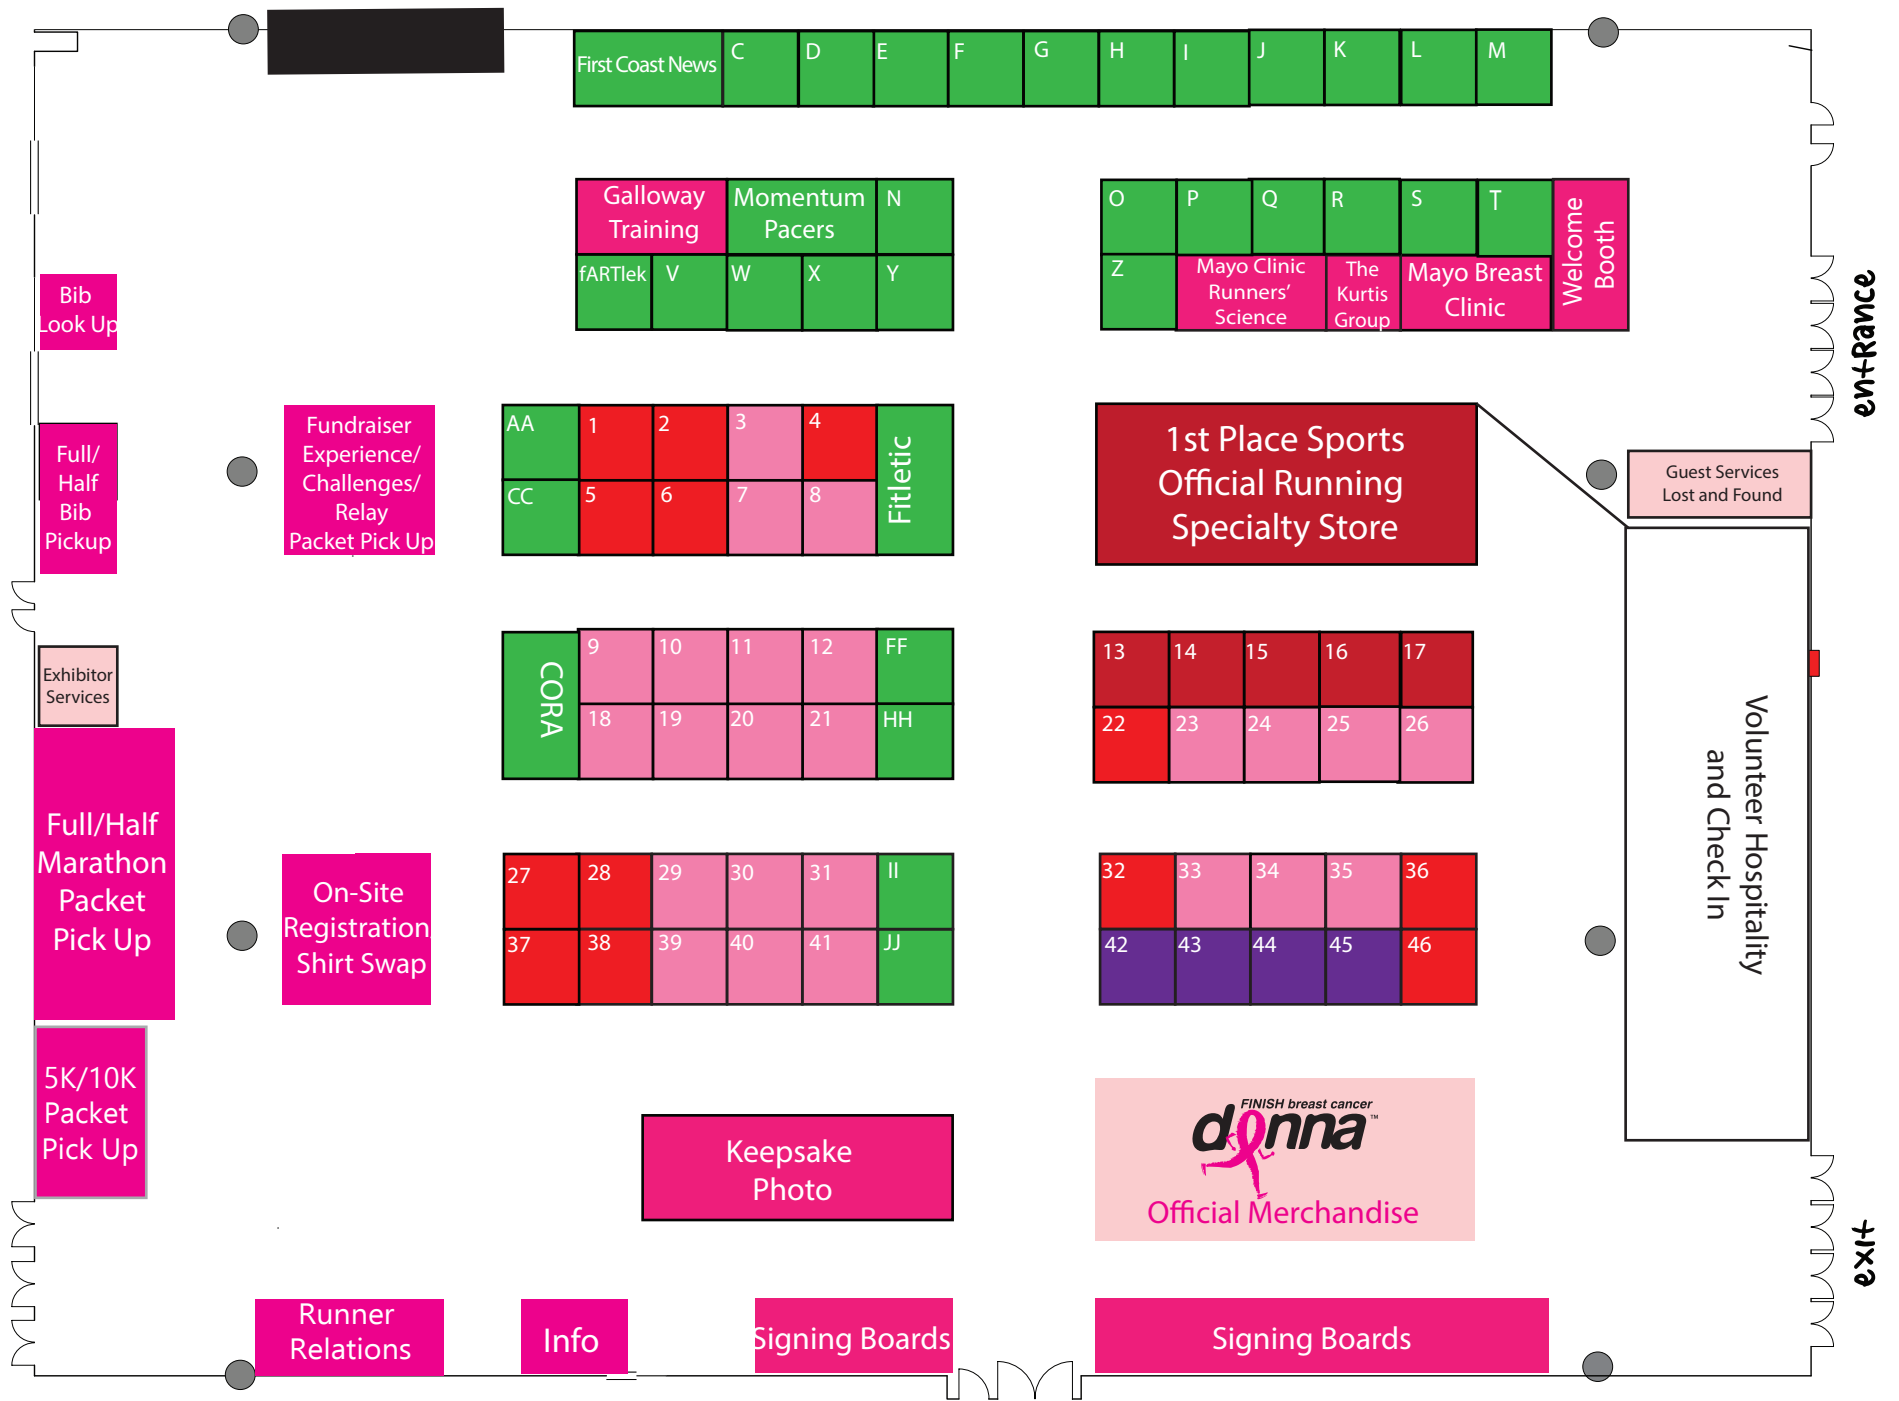 First Coast News
C
D
E
F
G
H
I
J
K
L
M
Galloway
Training
Momentum
Pacers
N
fARTlek
V
W
X
Y
O
P
Q
R
S
T
Z
Mayo Clinic
Runners'
Science
The
Kurtis
Group
Mayo Breast
Clinic
Welcome
Booth
entrance
Bib
Look Up
Full/
Half
Bib
Pickup
Fundraiser
Experience/
Challenges/
Relay
Packet Pick Up
AA
1
2
3
4
CC
5
6
7
8
Fitletic
1st Place Sports
Official Running
Specialty Store
Guest Services
Lost and Found
Exhibitor
Services
CORA
9
10
11
12
FF
18
19
20
21
HH
13
14
15
16
17
22
23
24
25
26
Volunteer Hospitality
and Check In
Full/Half
Marathon
Packet
Pick Up
On-Site
Registration
Shirt Swap
27
28
29
30
31
II
37
38
39
40
41
JJ
32
33
34
35
36
42
43
44
45
46
5K/10K
Packet
Pick Up
Keepsake
Photo
FINISH breast cancer
donna™
Official Merchandise
exit
Runner
Relations
Info
Signing Boards
Signing Boards